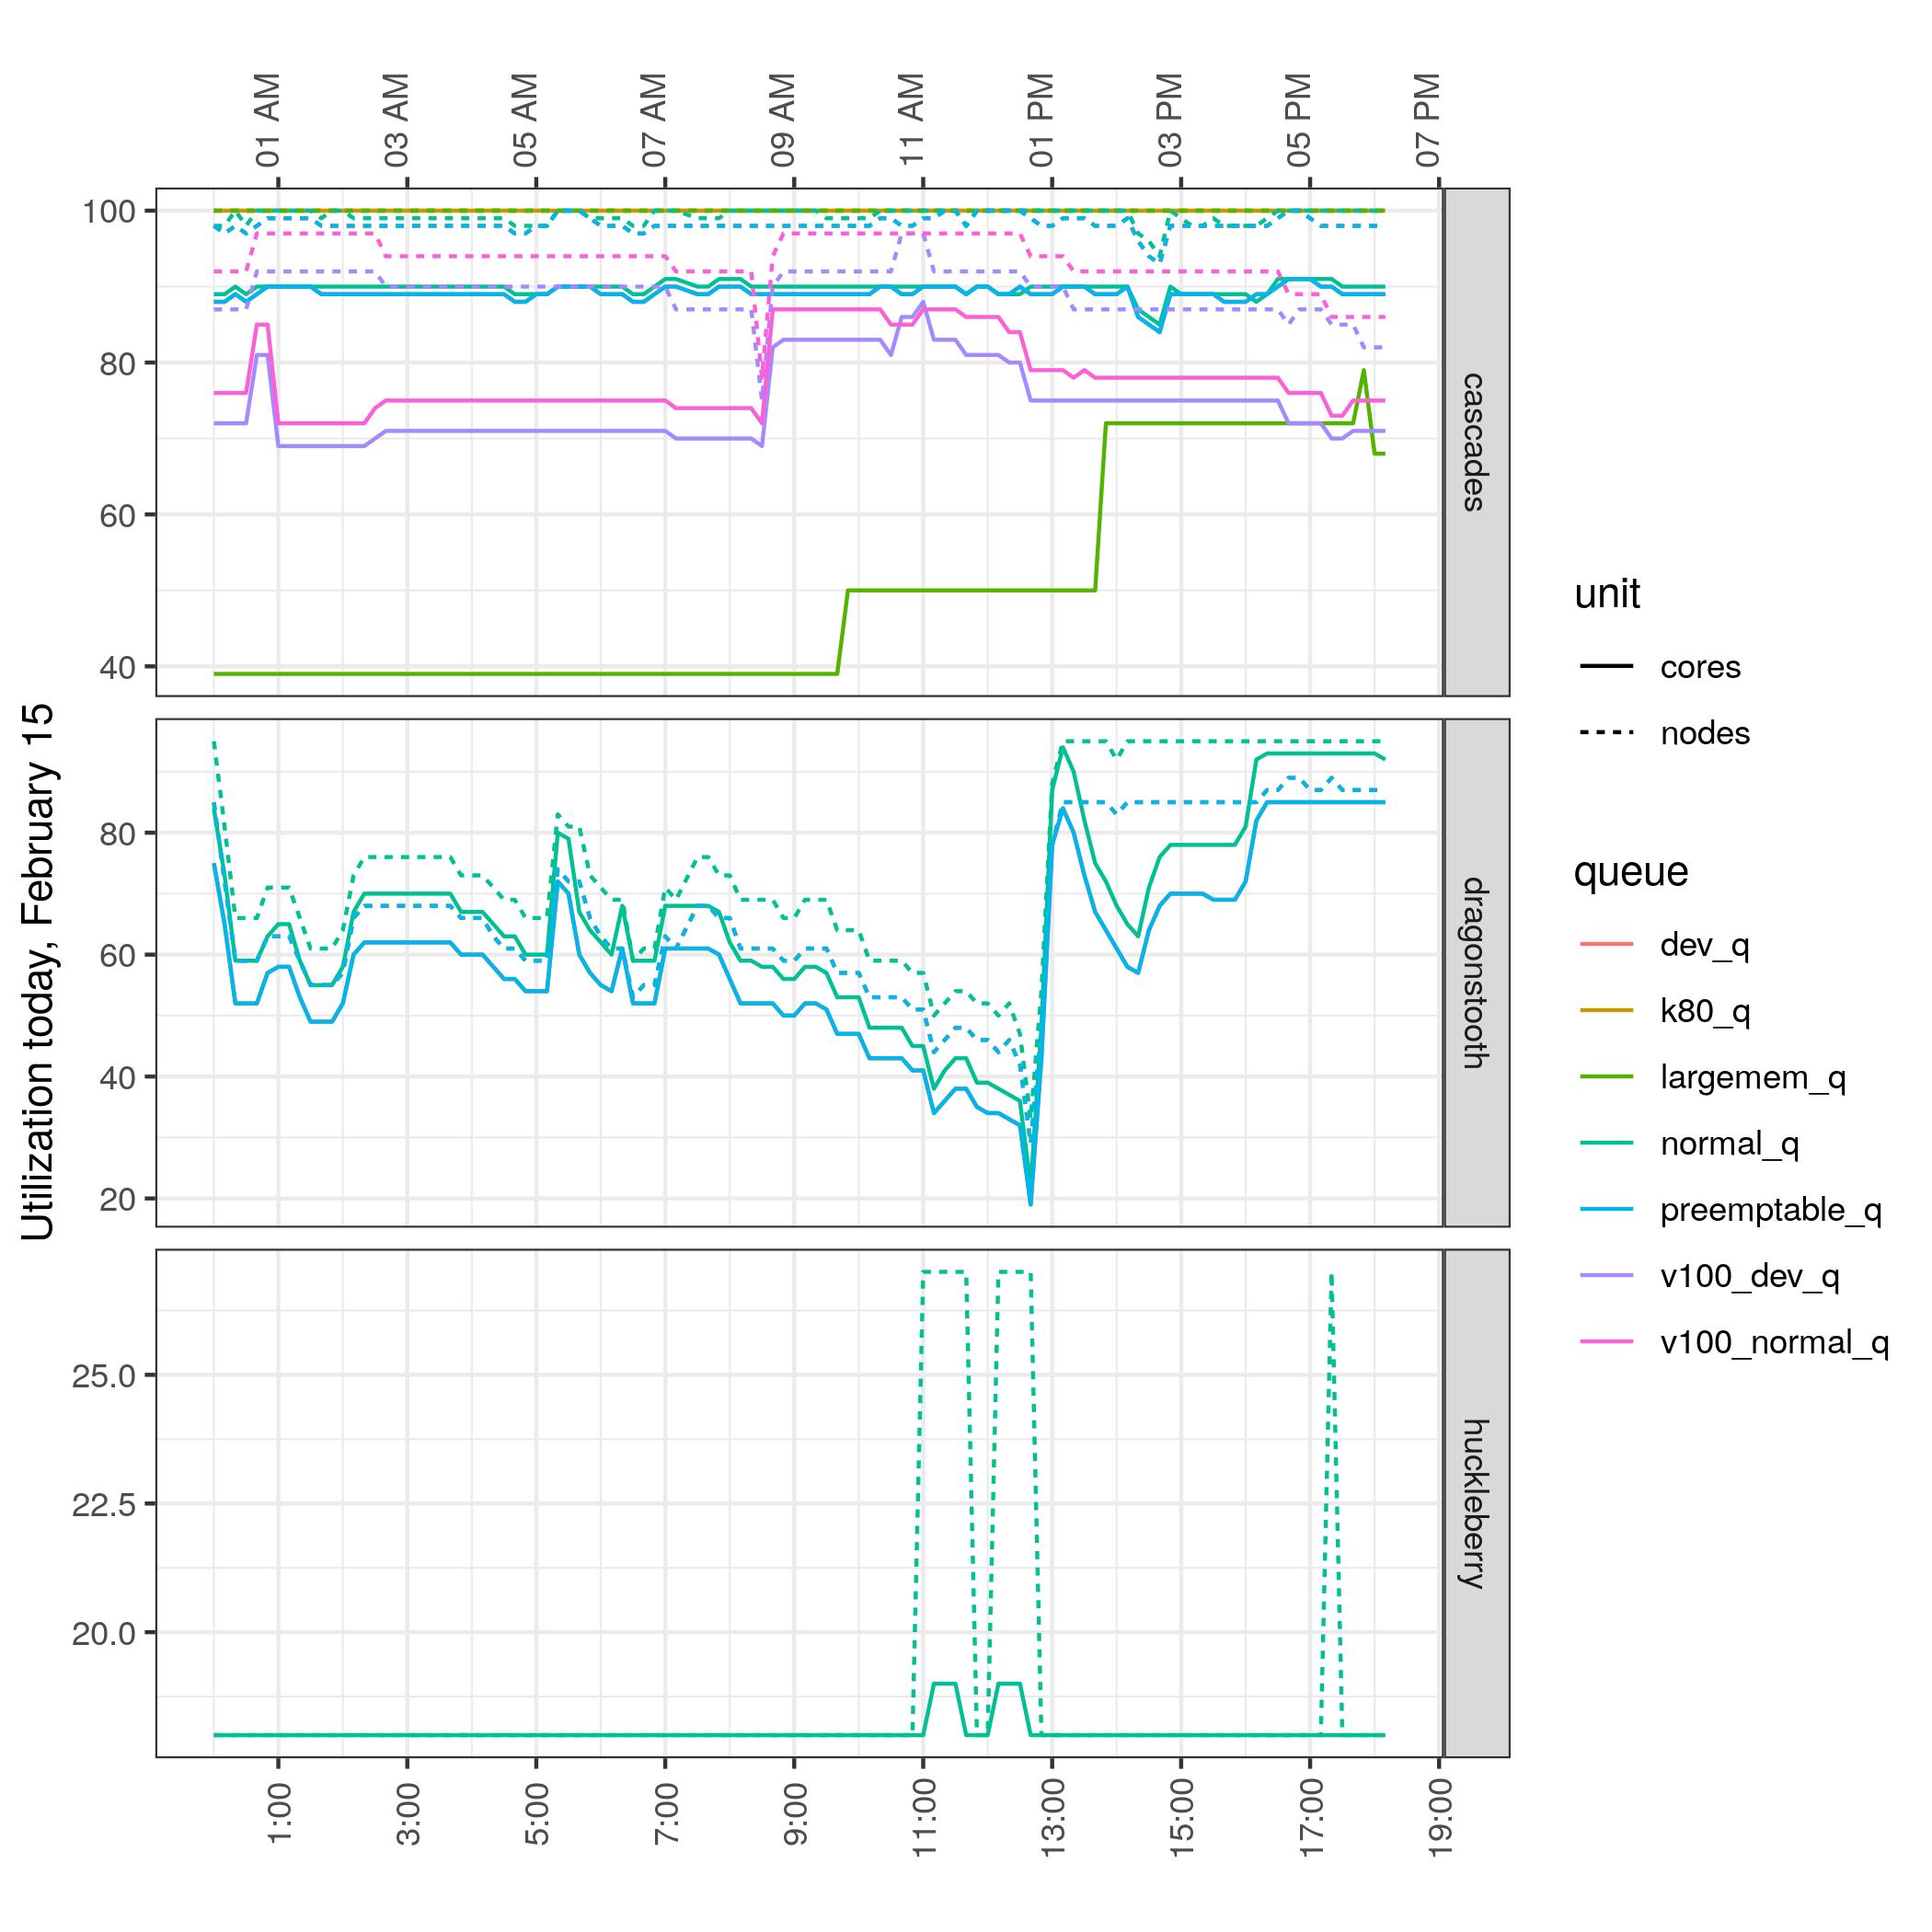 01 AM
03 AM
05 AM
07 AM
09 AM
11 AM
01 PM
03 PM
05 PM
07 PM
100
80
60
40
cascades
80
60
40
20
dragonstooth
25.0
22.5
20.0
huckleberry
1:00
3:00
5:00
7:00
9:00
11:00
13:00
15:00
17:00
19:00
Utilization today, February 15
unit
cores
nodes
queue
dev_q
k80_q
largemem_q
normal_q
preemptable_q
v100_dev_q
v100_normal_q